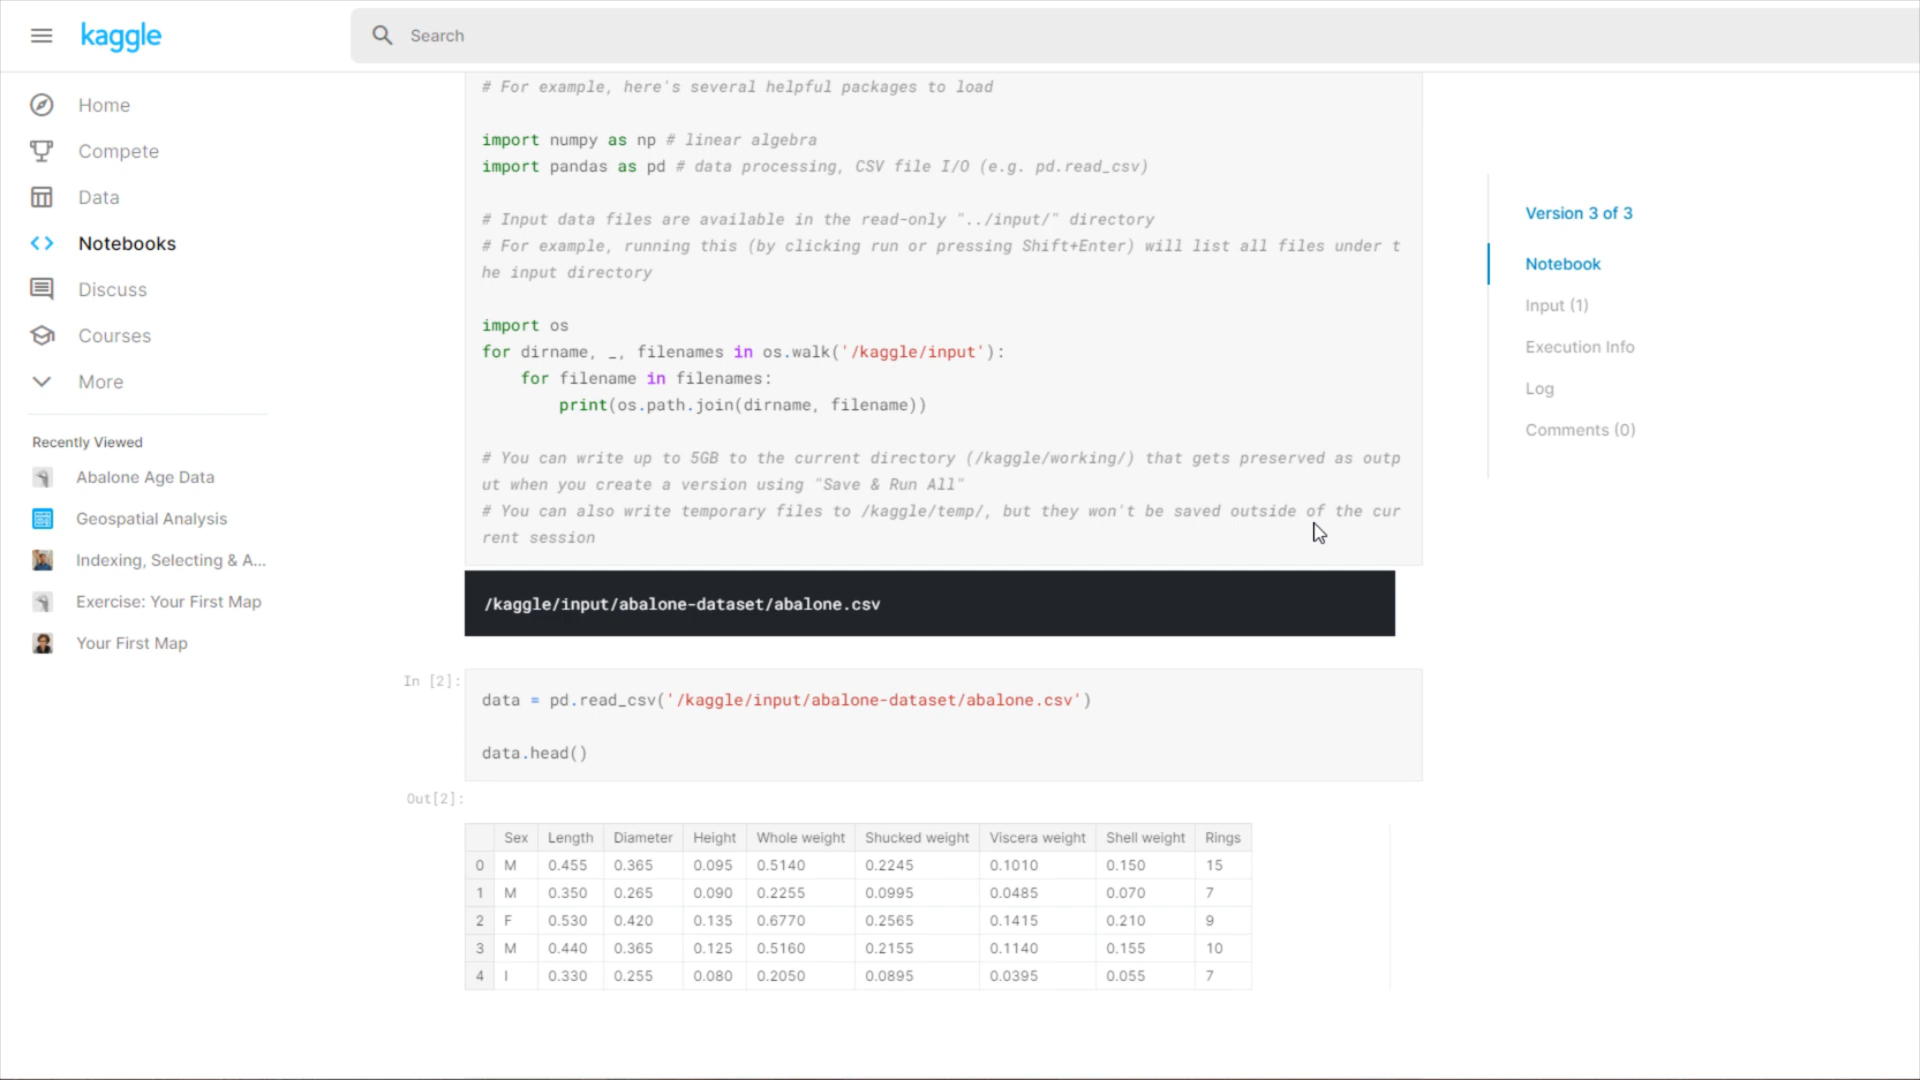 kaggle
Search
Home
Compete
Data
Notebooks
Discuss
Courses
More
Recently Viewed
Abalone Age Data
Geospatial Analysis
Indexing, Selecting & A...
Exercise: Your First Map
Your First Map
# For example, here's several helpful packages to load
import numpy as np # linear algebra
import pandas as pd # data processing, CSV file I/O (e.g. pd.read_csv)
# Input data files are available in the read-only "../input/" directory
# For example, running this (by clicking run or pressing Shift+Enter) will list all files under t
he input directory
import os
for dirname, _, filenames in os.walk('/kaggle/input'):
    for filename in filenames:
        print(os.path.join(dirname, filename))
# You can write up to 5GB to the current directory (/kaggle/working/) that gets preserved as outp
ut when you create a version using "Save & Run All"
# You can also write temporary files to /kaggle/temp/, but they won't be saved outside of the cur
rent session
/kaggle/input/abalone-dataset/abalone.csv
In [2]:
data = pd.read_csv('/kaggle/input/abalone-dataset/abalone.csv')
data.head()
Out[2]:
Sex Length Diameter Height Whole weight Shucked weight Viscera weight Shell weight Rings
0 M 0.455 0.365 0.095 0.5140 0.2245 0.1010 0.150 15
1 M 0.350 0.265 0.090 0.2255 0.0995 0.0485 0.070 7
2 F 0.530 0.420 0.135 0.6770 0.2565 0.1415 0.210 9
3 M 0.440 0.365 0.125 0.5160 0.2155 0.1140 0.155 10
4 I 0.330 0.255 0.080 0.2050 0.0895 0.0395 0.055 7
Version 3 of 3
Notebook
Input (1)
Execution Info
Log
Comments (0)